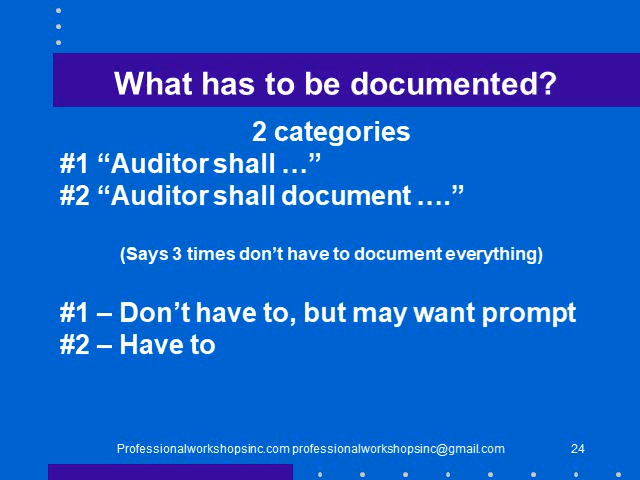 What has to be documented?
2 categories
#1 “Auditor shall …”
#2 “Auditor shall document ….”
(Says 3 times don’t have to document everything)
#1 – Don’t have to, but may want prompt
#2 – Have to
Professionalworkshopsinc.com professionalworkshopsinc@gmail.com 24